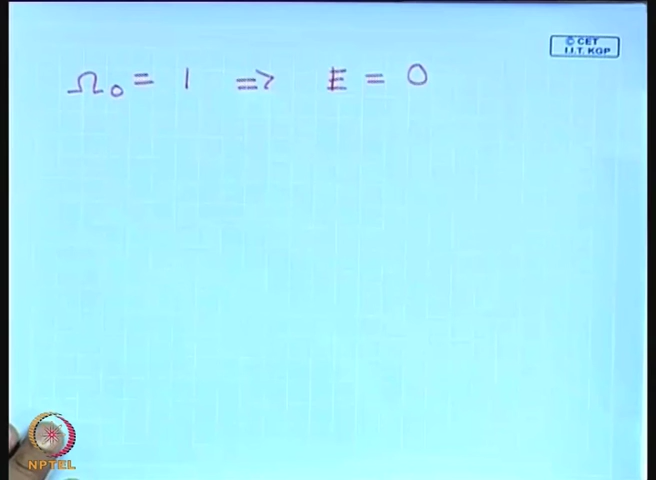 © CET
I.I.T. KGP
Ω₀ = 1 => E = 0
NPTEL